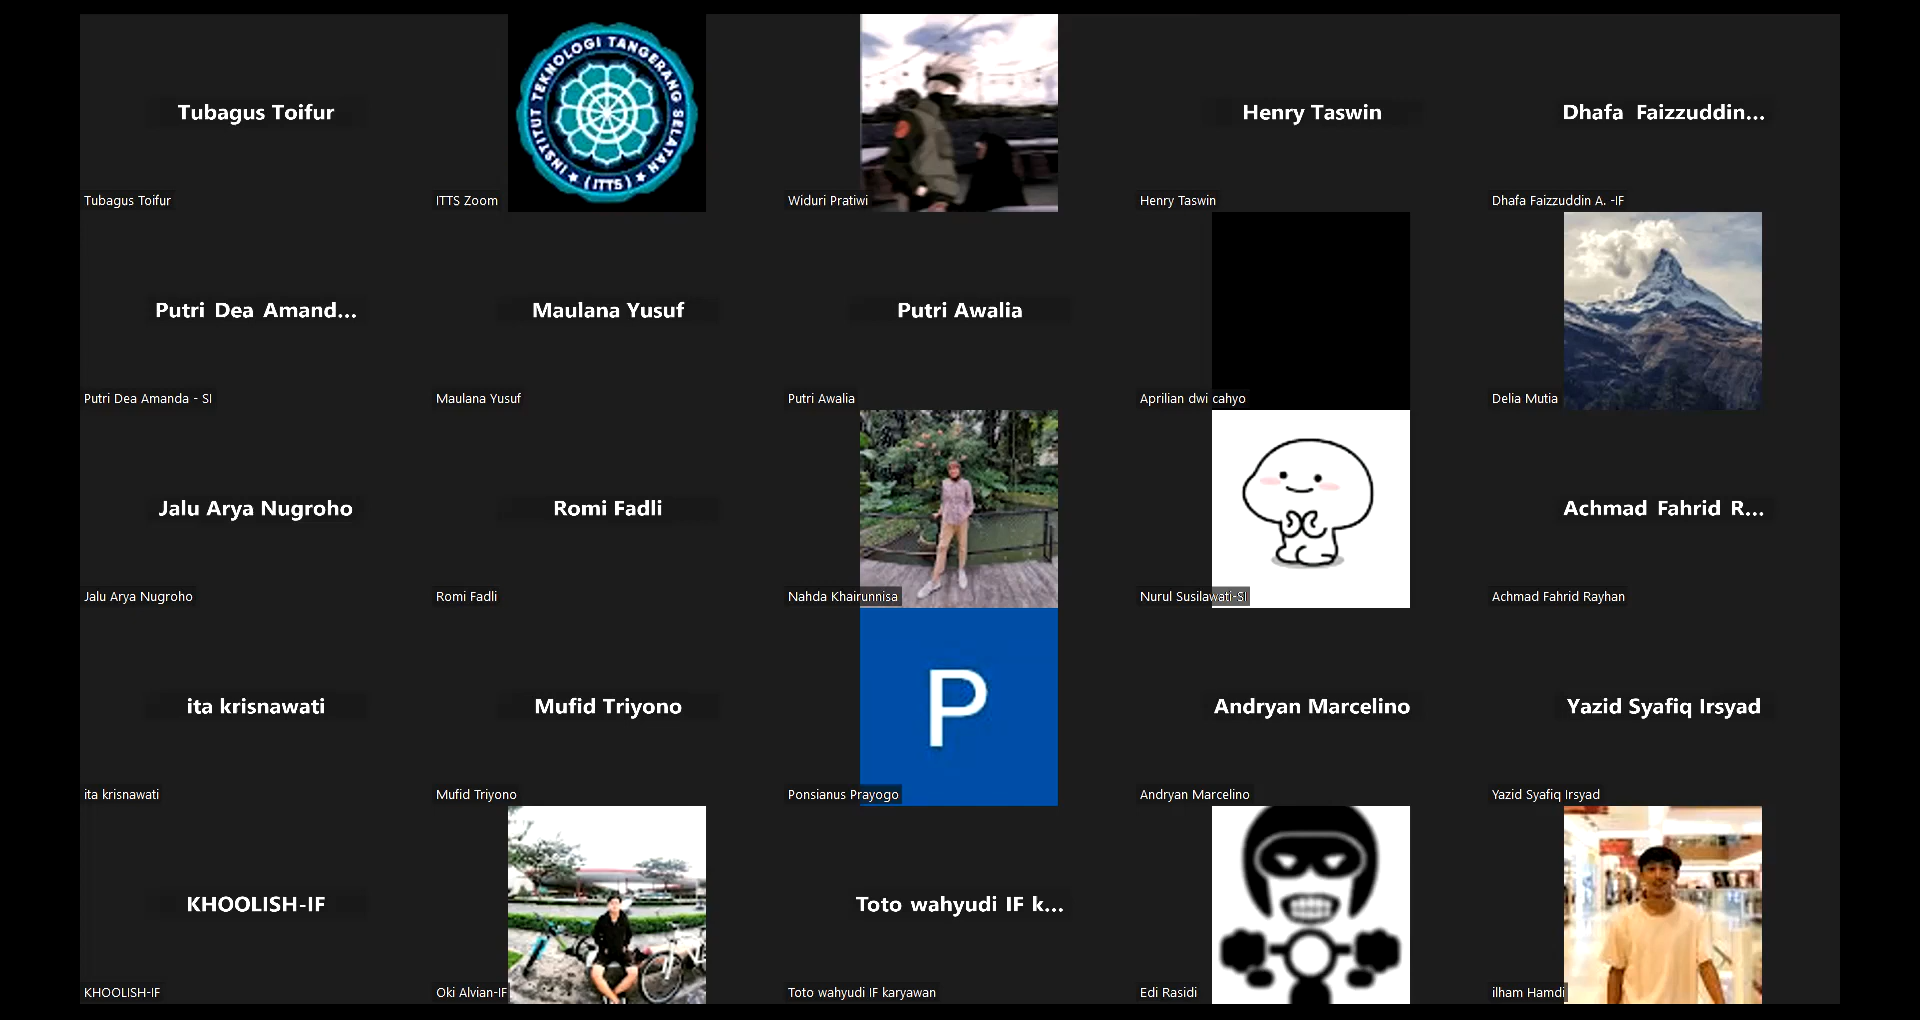 Tubagus Toifur
INSTITUT TEKNOLOGI TANGERANG SELATAN
(ITTS)
Henry Taswin
Dhafa Faizzuddin...
Tubagus Toifur
ITTS Zoom
Widuri Pratiwi
Henry Taswin
Dhafa Faizzuddin A. -IF
Putri Dea Amand...
Maulana Yusuf
Putri Awalia
Putri Dea Amanda - SI
Maulana Yusuf
Putri Awalia
Aprilian dwi cahyo
Delia Mutia
Jalu Arya Nugroho
Romi Fadli
Achmad Fahrid R...
Jalu Arya Nugroho
Romi Fadli
Nahda Khairunnisa
Nurul Susilawati-SI
Achmad Fahrid Rayhan
ita krisnawati
Mufid Triyono
P
Andryan Marcelino
Yazid Syafiq Irsyad
ita krisnawati
Mufid Triyono
Ponsianus Prayogo
Andryan Marcelino
Yazid Syafiq Irsyad
KHOOLISH-IF
Toto wahyudi IF k...
KHOOLISH-IF
Oki Alvian-IF
Toto wahyudi IF karyawan
Edi Rasidi
ilham Hamdi